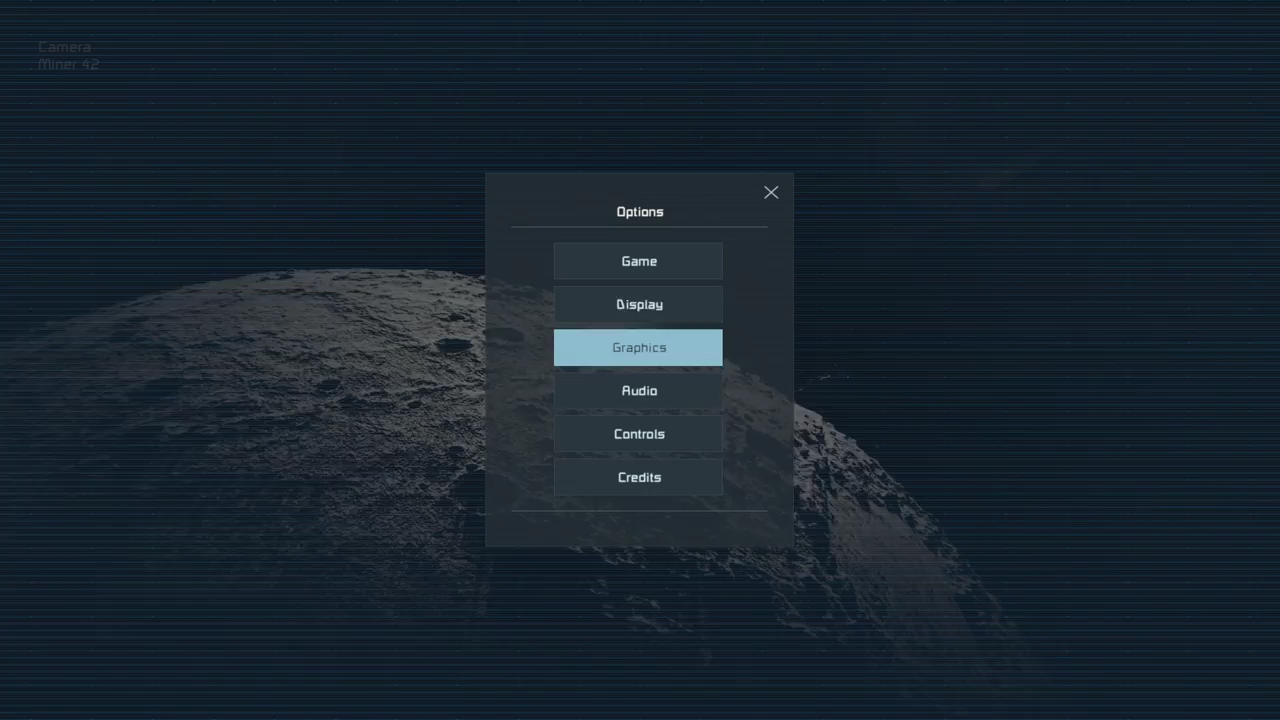 Camera
Miner 42
Options
Game
Display
Graphics
Audio
Controls
Credits